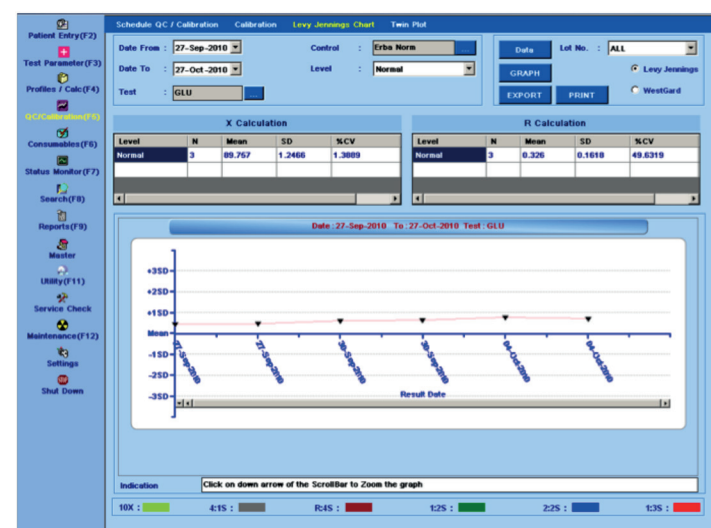 Schedule QC / Calibration Calibration Levy Jennings Chart Twin Plot
Patient Entry(F2)
Test Parameter(F3)
Profiles / Calc(F4)
QC/Calibration(F5)
Consumables(F6)
Status Monitor(F7)
Search(F8)
Reports(F9)
Master
Utility(F11)
Service Check
Maintenance(F12)
Settings
Shut Down
Date From : 27-Sep-2010 Control : Erba Norm ...
Date To : 27-Oct-2010 Level : Normal
Test : GLU ...
Data Lot No. : ALL
GRAPH Levy Jennings
EXPORT PRINT WestGard
X Calculation
Level N Mean SD %CV
Normal 3 89.757 1.2466 1.3889
R Calculation
Level N Mean SD %CV
Normal 3 0.326 0.1618 49.6319
Date :27-Sep-2010 To :27-Oct-2010 Test :GLU
+3SD
+2SD
+1SD
Mean
-1SD
-2SD
-3SD
27-Sep-2010 27-Sep-2010 30-Sep-2010 30-Sep-2010 04-Oct-2010 04-Oct-2010
Result Date
Indication Click on down arrow of the ScrollBar to Zoom the graph
10X : 4:1S : R:4S : 1:2S : 2:2S : 1:3S :